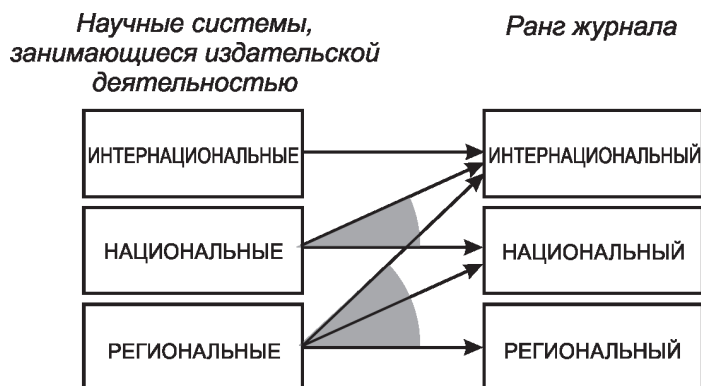 Научные системы,
занимающиеся издательской
деятельностью
Ранг журнала
ИНТЕРНАЦИОНАЛЬНЫЕ
ИНТЕРНАЦИОНАЛЬНЫЙ
НАЦИОНАЛЬНЫЕ
НАЦИОНАЛЬНЫЙ
РЕГИОНАЛЬНЫЕ
РЕГИОНАЛЬНЫЙ